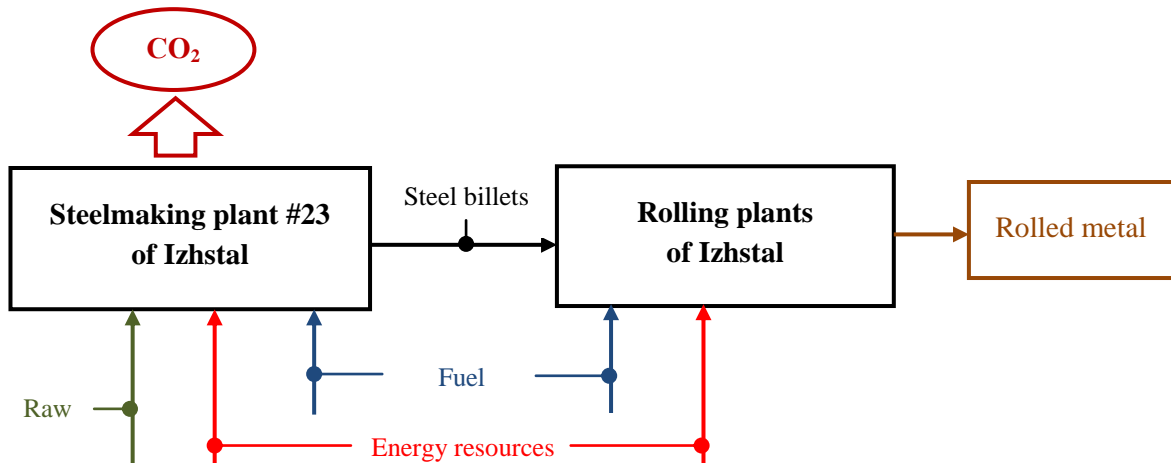 CO₂
Steelmaking plant #23
of Izhstal
Steel billets
Rolling plants
of Izhstal
Rolled metal
Fuel
Raw
Energy resources